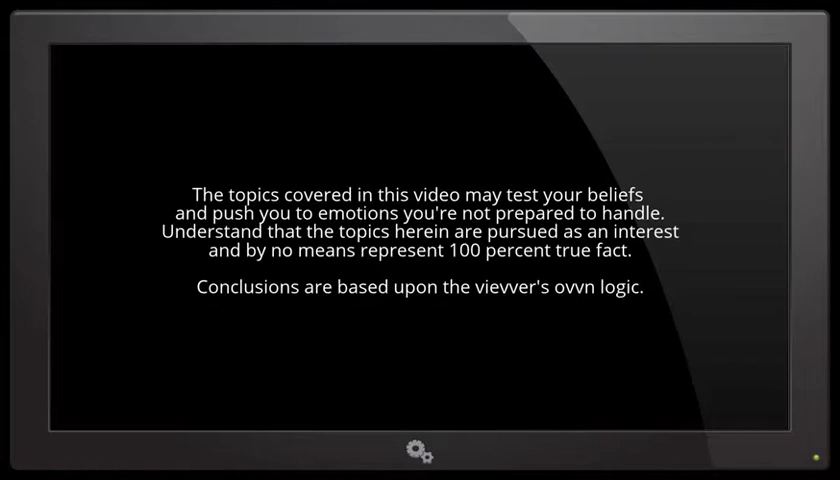 The topics covered in this video may test your beliefs
and push you to emotions you're not prepared to handle.
Understand that the topics herein are pursued as an interest
and by no means represent 100 percent true fact.
Conclusions are based upon the vievver's ovvn logic.